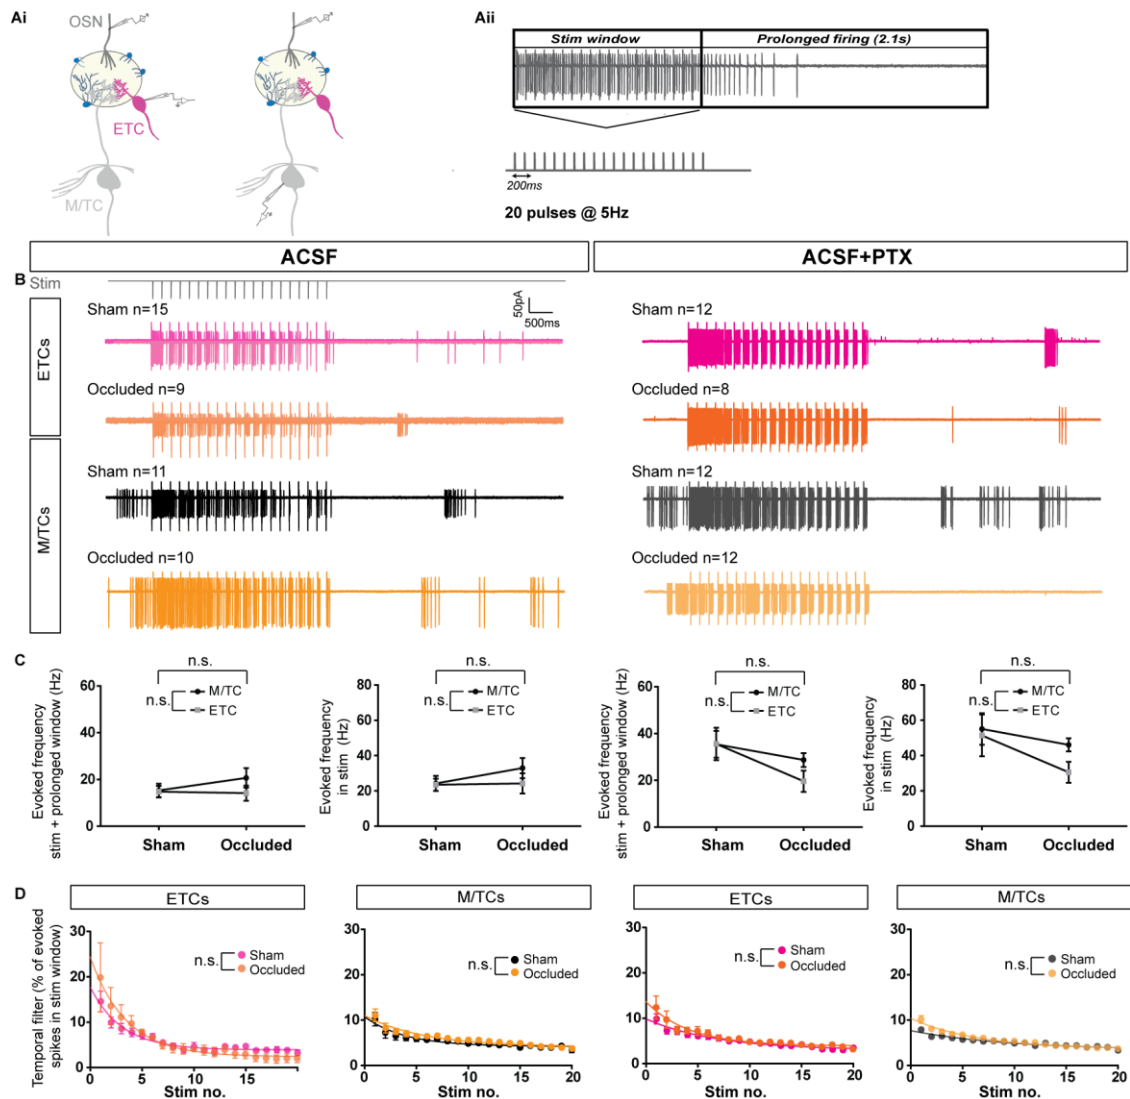 Ai
OSN
ETC
M/TC
Aii
Stim window
Prolonged firing (2.1s)
200ms
20 pulses @ 5Hz
ACSF
ACSF+PTX
B
Stim
50pA
500ms
ETCs
Sham n=15
Occluded n=9
Sham n=12
Occluded n=8
M/TCs
Sham n=11
Occluded n=10
Sham n=12
Occluded n=12
C
Evoked frequency
stim + prolonged window (Hz)
60
40
20
0
n.s.
n.s.
M/TC
ETC
Sham
Occluded
Evoked frequency
in stim (Hz)
80
60
40
20
0
n.s.
n.s.
M/TC
ETC
Sham
Occluded
Evoked frequency
stim + prolonged window (Hz)
60
40
20
0
n.s.
n.s.
M/TC
ETC
Sham
Occluded
Evoked frequency
in stim (Hz)
80
60
40
20
0
n.s.
n.s.
M/TC
ETC
Sham
Occluded
D
Temporal filter (% of evoked
spikes in stim window)
ETCs
30
20
10
0
n.s.
Sham
Occluded
0 5 10 15
Stim no.
M/TCs
30
20
10
0
n.s.
Sham
Occluded
0 5 10 15 20
Stim no.
ETCs
30
20
10
0
n.s.
Sham
Occluded
0 5 10 15 20
Stim no.
M/TCs
30
20
10
0
n.s.
Sham
Occluded
0 5 10 15 20
Stim no.